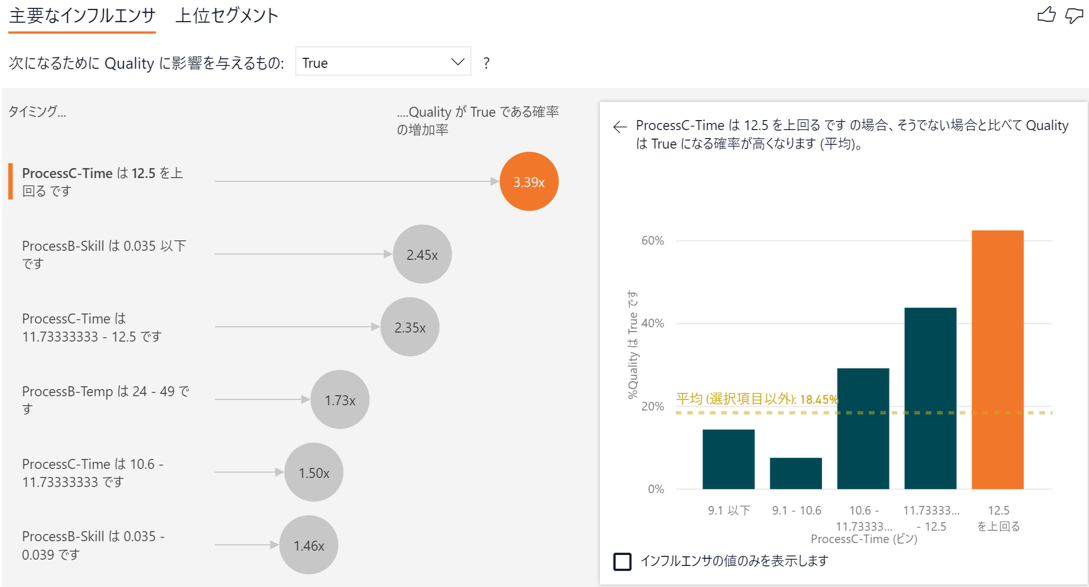 主要なインフルエンサ 上位セグメント
次になるために Quality に影響を与えるもの: True ?
タイミング...
....Quality が True である確率
の増加率
ProcessC-Time は 12.5 を上
回る です
3.39x
ProcessB-Skill は 0.035 以下
です
2.45x
ProcessC-Time は
11.73333333 - 12.5 です
2.35x
ProcessB-Temp は 24 - 49 で
す
1.73x
ProcessC-Time は 10.6 -
11.73333333 です
1.50x
ProcessB-Skill は 0.035 -
0.039 です
1.46x
ProcessC-Time は 12.5 を上回る です の場合、そうでない場合と比べて Quality
は True になる確率が高くなります (平均)。
%Quality は True です
60%
40%
20%
0%
平均 (選択項目以外): 18.45%
9.1 以下
9.1 - 10.6
10.6 -
11.73333...
11.73333...
- 12.5
12.5
を上回る
ProcessC-Time (ビン)
インフルエンサの値のみを表示します